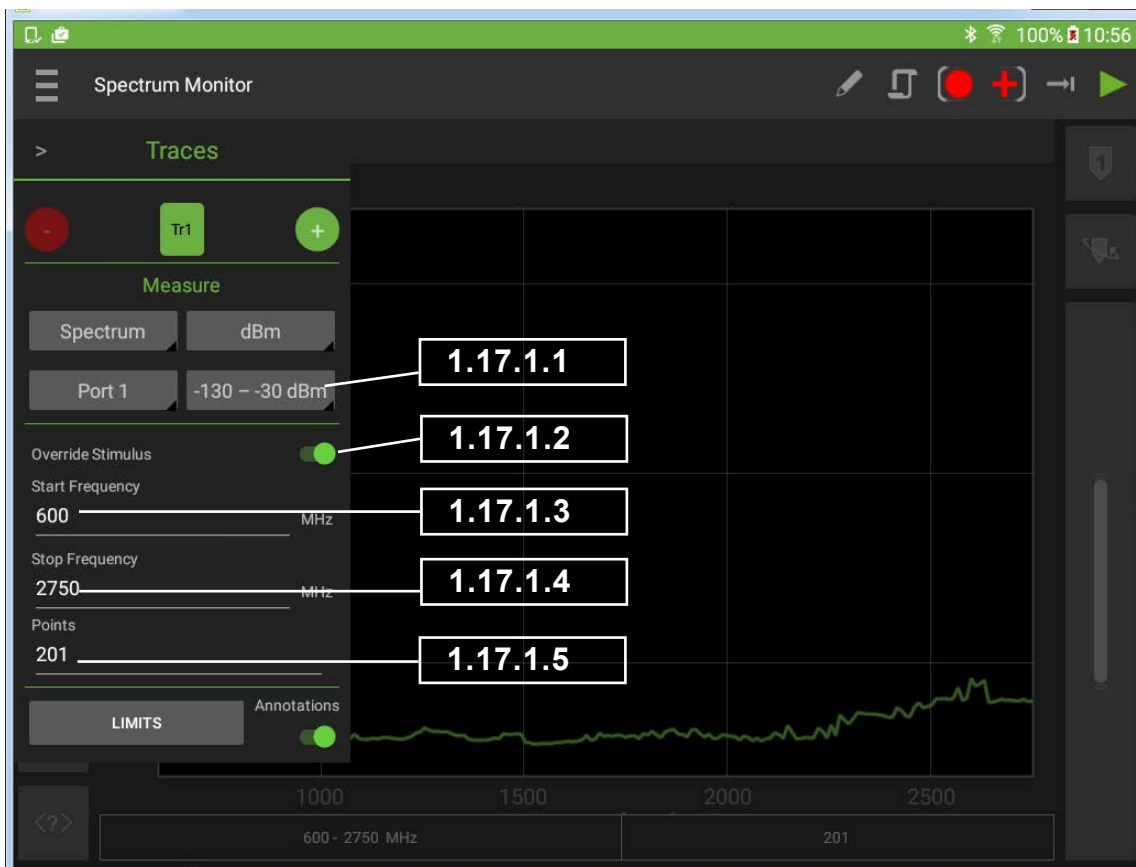 100% 10:56
Spectrum Monitor
> Traces
1
- Tr1 +
Measure
Spectrum dBm
1.17.1.1
Port 1 -130 – -30 dBm
1.17.1.2
Override Stimulus
Start Frequency
600 MHz 1.17.1.3
Stop Frequency
2750 MHz 1.17.1.4
Points
201 1.17.1.5
Annotations
LIMITS
1000 1500 2000 2500
<?> 600 - 2750 MHz 201